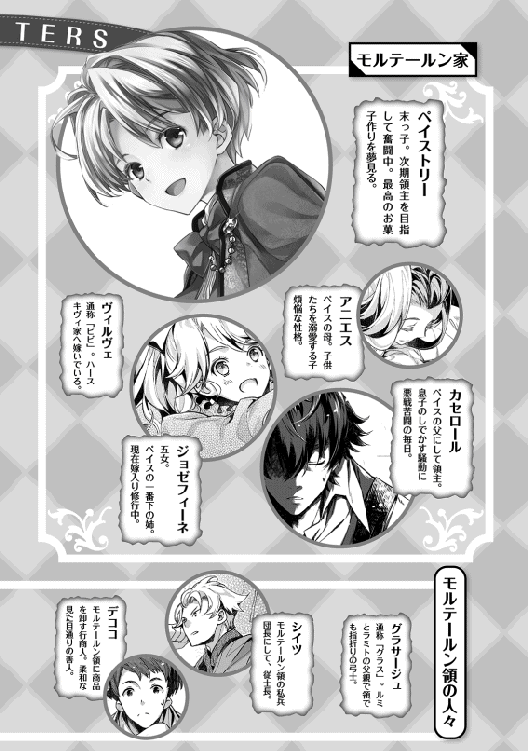 TERS
モルテールン家
ペイストリー
末っ子。次期領主を目指
して奮闘中。最高のお菓
子作りを夢見る。
アニエス
ペイスの母。子供
たちを溺愛する子
煩悩な性格。
ヴィルヴェ
通称「ビビ」。ハース
キヴィ家へ嫁いでいる。
カセロール
ペイスの父にして領主。
息子のしでかす騒動に
悪戦苦闘の毎日。
ジョゼフィーネ
五女。
ペイスの一番下の姉。
現在嫁入り修行中。
モルテールン領の人々
グラサージュ
通称「グラス」。ルミ
とラミトの父親で領で
も指折りの弓士。
シイツ
モルテールン領の私兵
団長にして、従士長。
デココ
モルテールン領に商品
を卸す行商人。柔和な
見た目通りの善人。